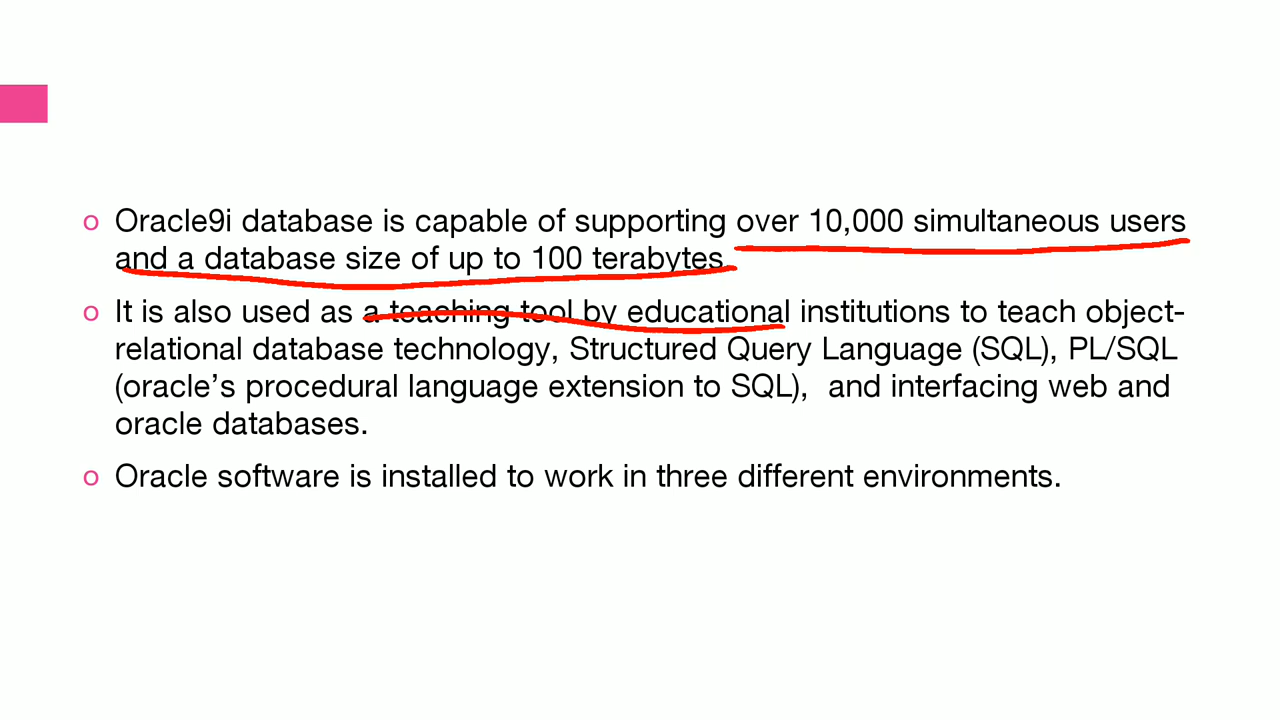 o Oracle9i database is capable of supporting over 10,000 simultaneous users
and a database size of up to 100 terabytes.
o It is also used as a teaching tool by educational institutions to teach object-
relational database technology, Structured Query Language (SQL), PL/SQL
(oracle’s procedural language extension to SQL),  and interfacing web and
oracle databases.
o Oracle software is installed to work in three different environments.